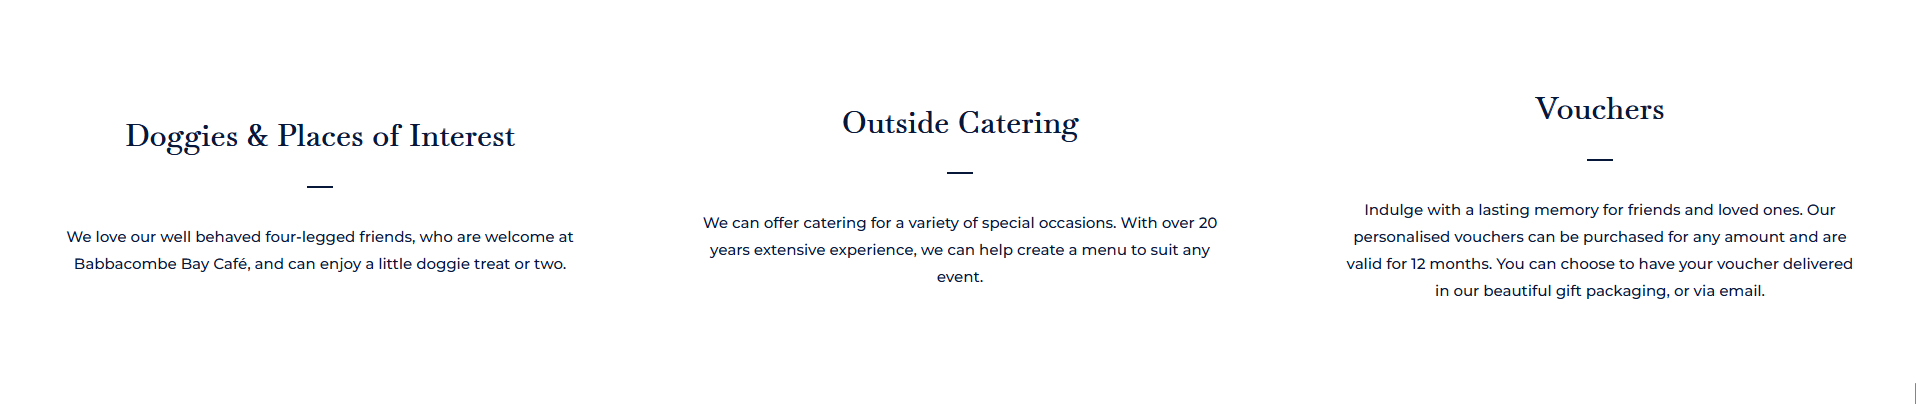 Doggies & Places of Interest
We love our well behaved four-legged friends, who are welcome at
Babbacombe Bay Café, and can enjoy a little doggie treat or two.
Outside Catering
We can offer catering for a variety of special occasions. With over 20
years extensive experience, we can help create a menu to suit any
event.
Vouchers
Indulge with a lasting memory for friends and loved ones. Our
personalised vouchers can be purchased for any amount and are
valid for 12 months. You can choose to have your voucher delivered
in our beautiful gift packaging, or via email.